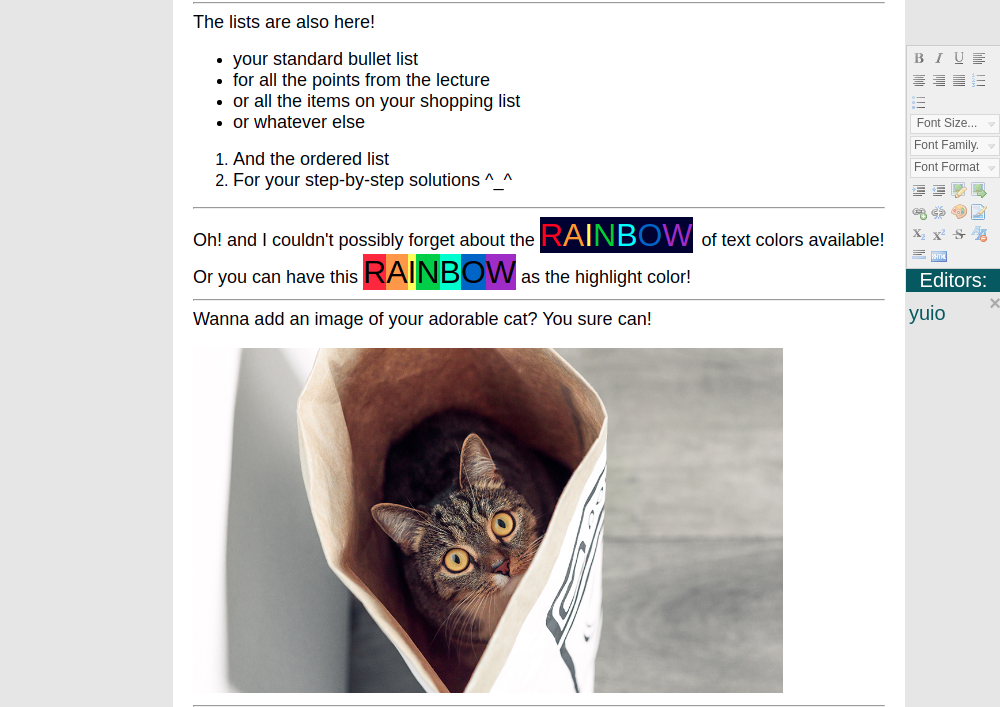 The lists are also here!
your standard bullet list
for all the points from the lecture
or all the items on your shopping list
or whatever else
1. And the ordered list
2. For your step-by-step solutions ^_^
Oh! and I couldn't possibly forget about the RAINBOW of text colors available!
Or you can have this RAINBOW as the highlight color!
Wanna add an image of your adorable cat? You sure can!
B I U
Font Size...
Font Family.
Font Format
X₂ X² S
HTML
Editors:
yuio